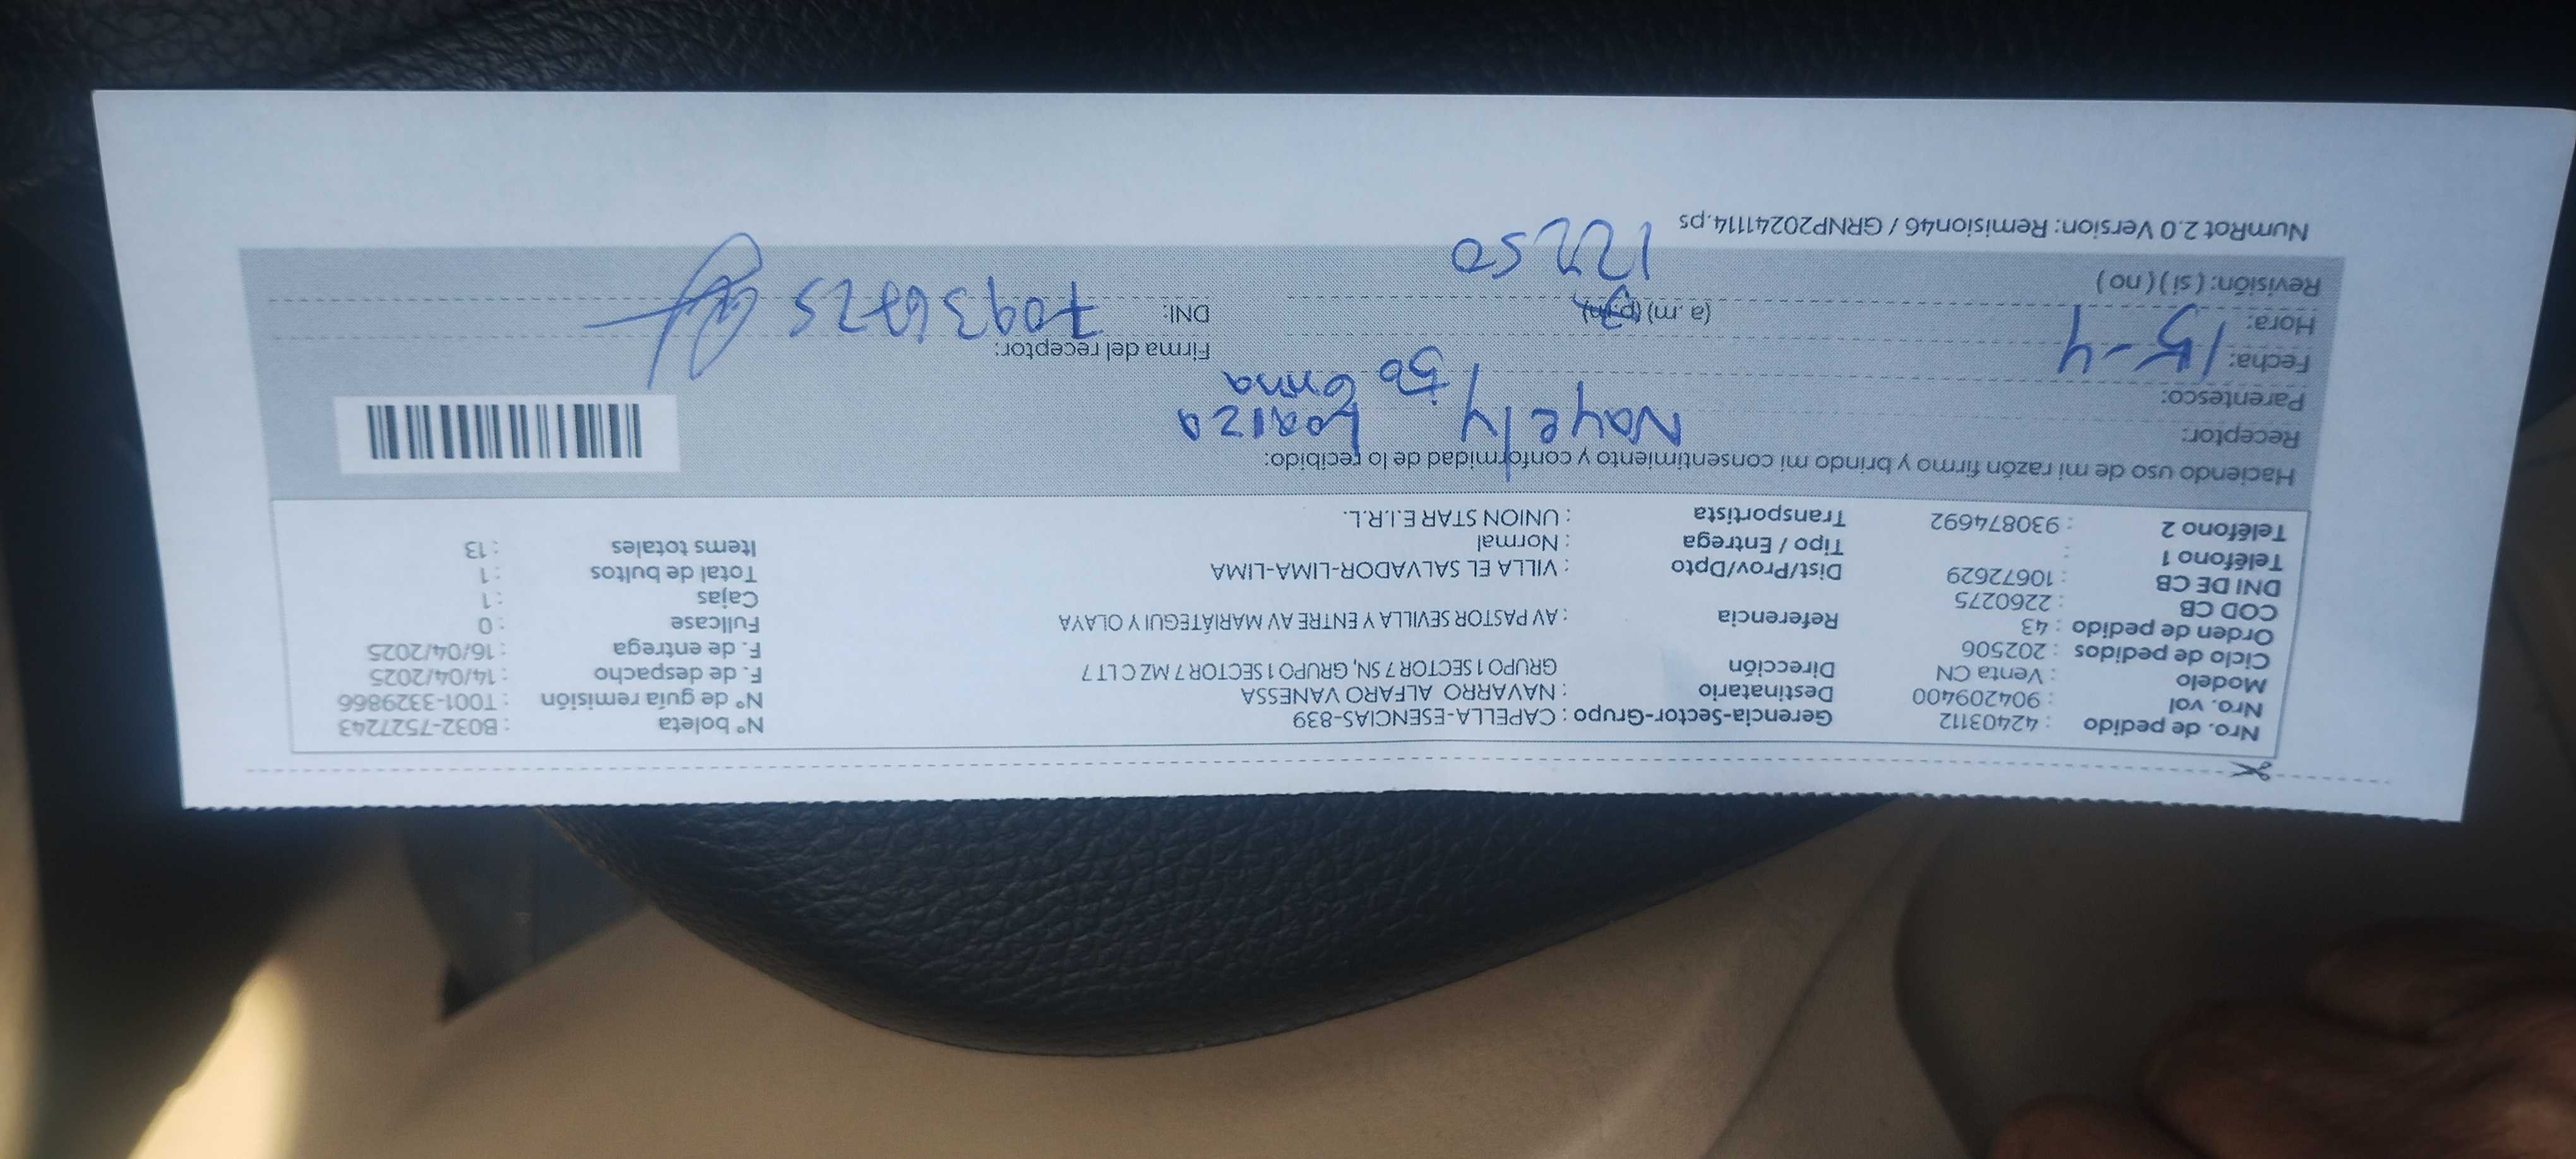 Nro. de pedido : 42403112 Gerencia-Sector-Grupo : CAPELLA-ESENCIAS-839 N° boleta : B032-7527243
Nro. vol : 904209400 Destinatario : NAVARRO ALFARO VANESSA N° de guía remisión : T001-3329866
Modelo : Venta CN Dirección GRUPO 1 SECTOR 7 SN, GRUPO 1 SECTOR 7 MZ C LT 7 F. de despacho : 14/04/2025
Ciclo de pedidos : 202506 F. de entrega : 16/04/2025
Orden de pedido : 43 Referencia : AV PASTOR SEVILLA Y ENTRE AV MARIÁTEGUI Y OLAYA Fullcase : 0
COD CB : 2260275 Cajas : 1
DNI DE CB : 10672629 Dist/Prov/Dpto : VILLA EL SALVADOR-LIMA-LIMA Total de bultos : 1
Teléfono 1 : Tipo / Entrega : Normal Items totales : 13
Teléfono 2 : 930874692 Transportista : UNION STAR E.I.R.L.
Haciendo uso de mi razón firmo y brindo mi consentimiento y conformidad de lo recibido:
Receptor: Nayely Loaiza
Parentesco:
Fecha: 15-4 Firma del receptor:
Hora: (a. m) (p. m) DNI: 70936725
Revisión: ( si ) ( no ) 12250
NumRot 2.0 Version: Remision46 / GRNP20241114.ps